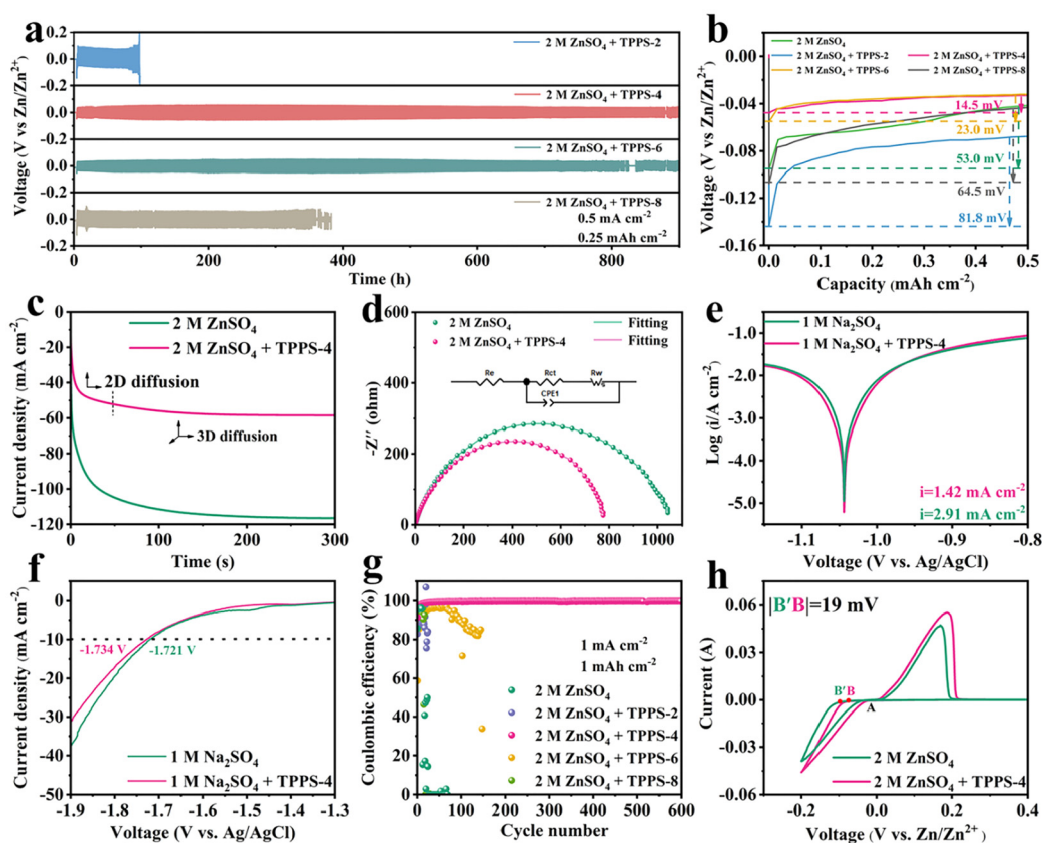 a
0.2
0.0
-0.2
0.0
-0.2
0.0
-0.2
0.0
-0.2
Voltage (V vs Zn/Zn²⁺)
2 M ZnSO₄ + TPPS-2
2 M ZnSO₄ + TPPS-4
2 M ZnSO₄ + TPPS-6
2 M ZnSO₄ + TPPS-8
0.5 mA cm⁻²
0.25 mAh cm⁻²
0 200 400 600 800
Time (h)
b
2 M ZnSO₄
2 M ZnSO₄ + TPPS-2
2 M ZnSO₄ + TPPS-4
2 M ZnSO₄ + TPPS-6
2 M ZnSO₄ + TPPS-8
0.00
-0.04
-0.08
-0.12
-0.16
Voltage (V vs Zn/Zn²⁺)
14.5 mV
23.0 mV
53.0 mV
64.5 mV
81.8 mV
0.0 0.1 0.2 0.3 0.4 0.5
Capacity (mAh cm⁻²)
c
0
-20
-40
-60
-80
-100
-120
Current density (mA cm⁻²)
2 M ZnSO₄
2 M ZnSO₄ + TPPS-4
2D diffusion
3D diffusion
0 100 200 300
Time (s)
d
600
400
200
0
-Z'' (ohm)
2 M ZnSO₄
2 M ZnSO₄ + TPPS-4
Fitting
Fitting
Re
Rct
Rw
CPE1
0 200 400 600 800 1000
Z' (ohm)
e
-1.0
-2.0
-3.0
-4.0
-5.0
Log (i/A cm⁻²)
1 M Na₂SO₄
1 M Na₂SO₄ + TPPS-4
i=1.42 mA cm⁻²
i=2.91 mA cm⁻²
-1.1 -1.0 -0.9 -0.8
Voltage (V vs. Ag/AgCl)
f
10
0
-10
-20
-30
-40
-50
Current density (mA cm⁻²)
-1.734 V
-1.721 V
1 M Na₂SO₄
1 M Na₂SO₄ + TPPS-4
-1.9 -1.8 -1.7 -1.6 -1.5 -1.4 -1.3
Voltage (V vs. Ag/AgCl)
g
100
80
60
40
20
0
Coulombic efficiency (%)
1 mA cm⁻²
1 mAh cm⁻²
2 M ZnSO₄
2 M ZnSO₄ + TPPS-2
2 M ZnSO₄ + TPPS-4
2 M ZnSO₄ + TPPS-6
2 M ZnSO₄ + TPPS-8
0 100 200 300 400 500 600
Cycle number
h
|B'B|=19 mV
0.06
0.03
0.00
-0.03
-0.06
Current (A)
B'B
A
2 M ZnSO₄
2 M ZnSO₄ + TPPS-4
-0.2 0.0 0.2 0.4
Voltage (V vs. Zn/Zn²⁺)